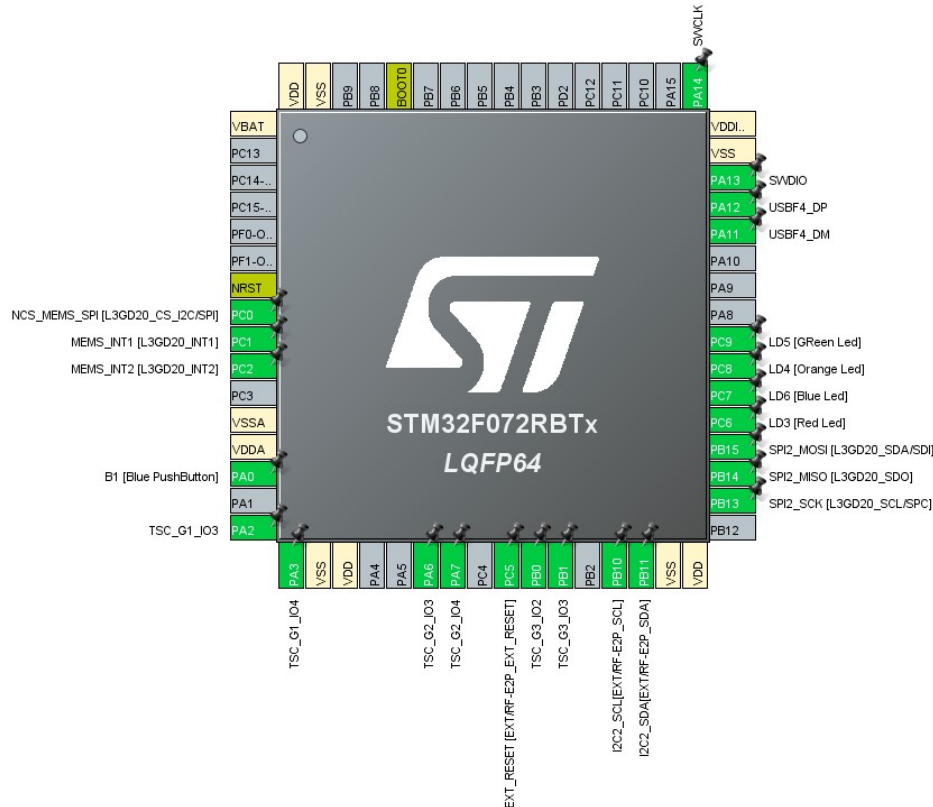 SWCLK
VDD
VSS
PB9
PB8
BOOT0
PB7
PB6
PB5
PB4
PB3
PD2
PC12
PC11
PC10
PA15
PA14
VBAT
PC13
PC14-..
PC15-..
PF0-O..
PF1-O..
NRST
NCS_MEMS_SPI [L3GD20_CS_I2C/SPI] PC0
MEMS_INT1 [L3GD20_INT1] PC1
MEMS_INT2 [L3GD20_INT2] PC2
PC3
VSSA
VDDA
B1 [Blue PushButton] PA0
PA1
TSC_G1_IO3 PA2
ST
STM32F072RBTx
LQFP64
VDDI..
VSS
PA13 SWDIO
PA12 USBF4_DP
PA11 USBF4_DM
PA10
PA9
PA8
PC9 LD5 [GReen Led]
PC8 LD4 [Orange Led]
PC7 LD6 [Blue Led]
PC6 LD3 [Red Led]
PB15 SPI2_MOSI [L3GD20_SDA/SDI]
PB14 SPI2_MISO [L3GD20_SDO]
PB13 SPI2_SCK [L3GD20_SCL/SPC]
PB12
PA3
VSS
VDD
PA4
PA5
PA6
PA7
PC4
PC5
PB0
PB1
PB2
PB10
PB11
VSS
VDD
TSC_G1_IO4
TSC_G2_IO3
TSC_G2_IO4
EXT_RESET [EXT/RF-E2P_EXT_RESET]
TSC_G3_IO2
TSC_G3_IO3
I2C2_SCL[EXT/RF-E2P_SCL]
I2C2_SDA[EXT/RF-E2P_SDA]